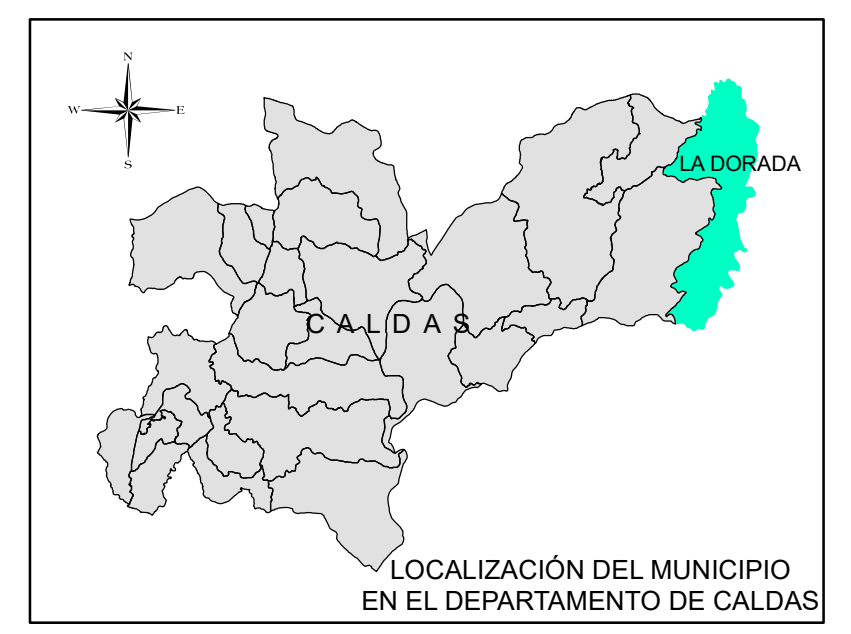 N
W E
S
LA DORADA
C A L D A S
LOCALIZACIÓN DEL MUNICIPIO
EN EL DEPARTAMENTO DE CALDAS